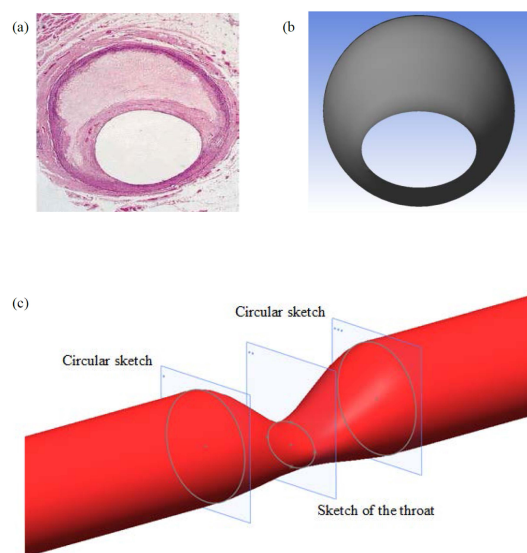 (a)
(b)
(c)
Circular sketch
Circular sketch
Sketch of the throat